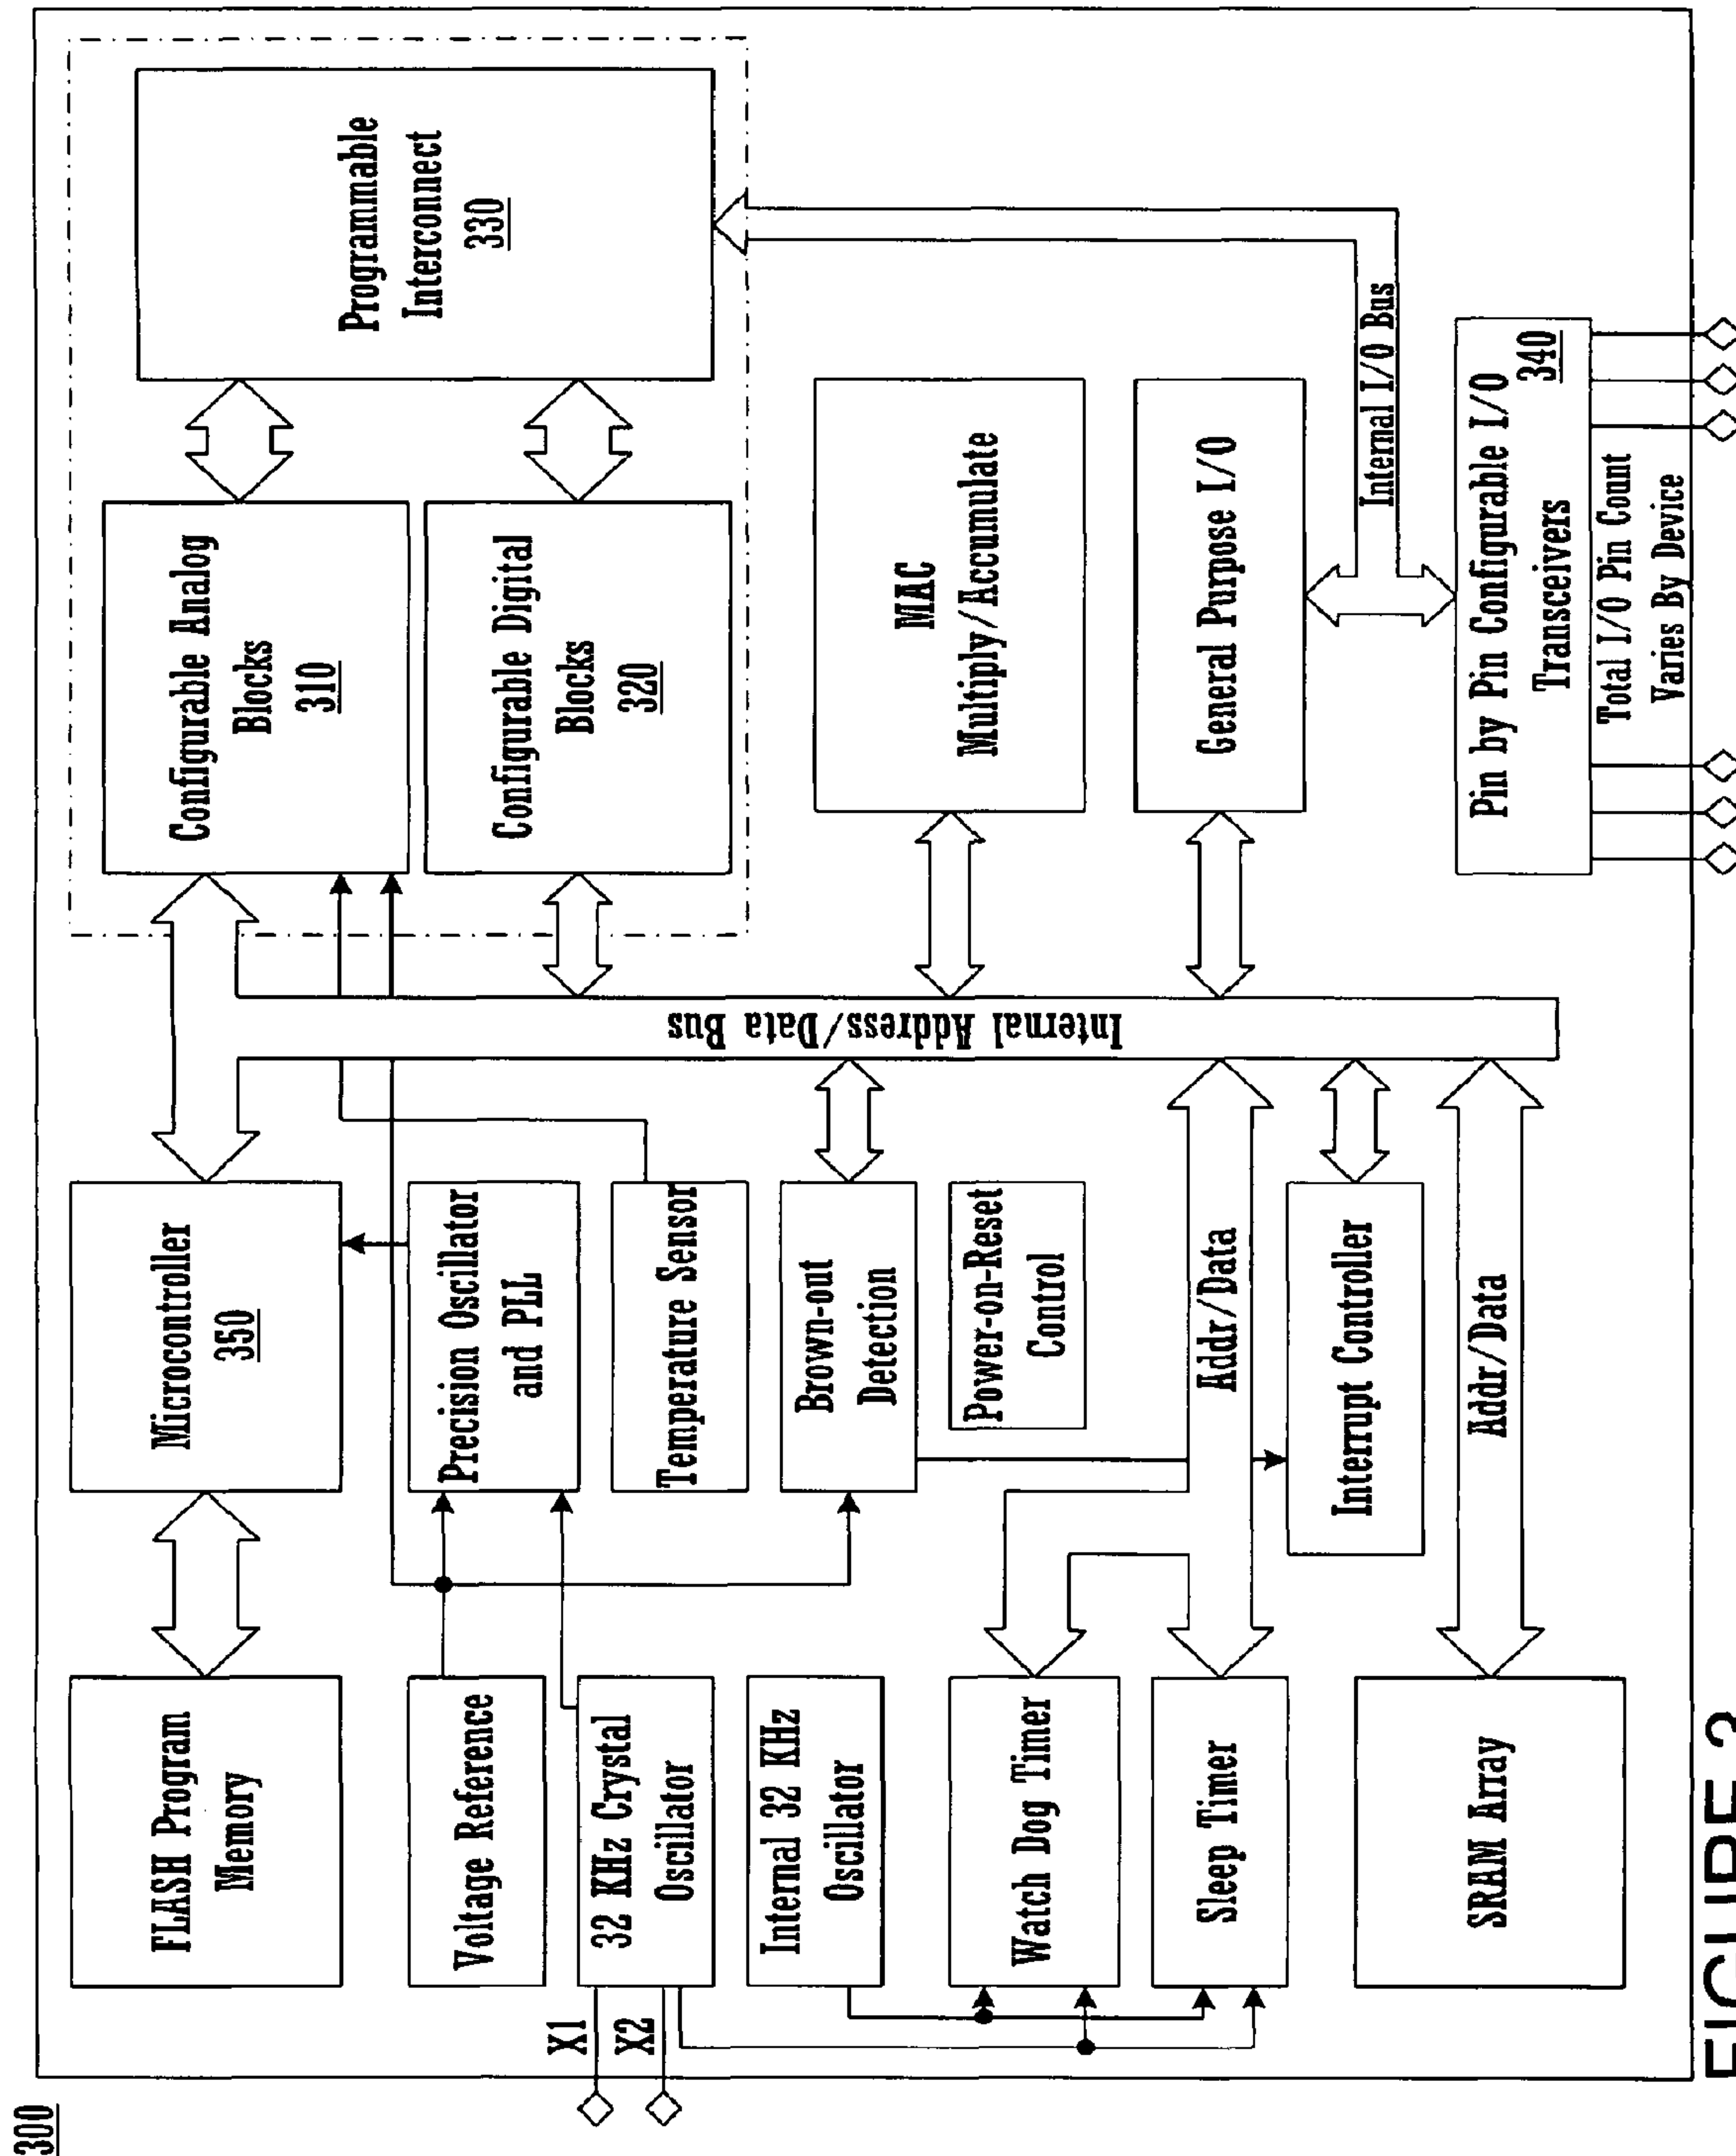 300
FLASH Program
Memory
Microcontroller
350
Configurable Analog
Blocks
310
Programmable
Interconnect
330
Voltage Reference
Precision Oscillator
and PLL
Configurable Digital
Blocks
320
X1
X2
32 KHz Crystal
Oscillator
Temperature Sensor
Internal 32 KHz
Oscillator
Brown-out
Detection
Internal Address/Data Bus
MAC
Multiply/Accumulate
Watch Dog Timer
Power-on-Reset
Control
Sleep Timer
Addr/Data
General Purpose I/O
Interrupt Controller
Internal I/O Bus
SRAM Array
Addr/Data
Pin by Pin Configurable I/O
Transceivers
340
Total I/O Pin Count
Varies By Device
FIGURE 3